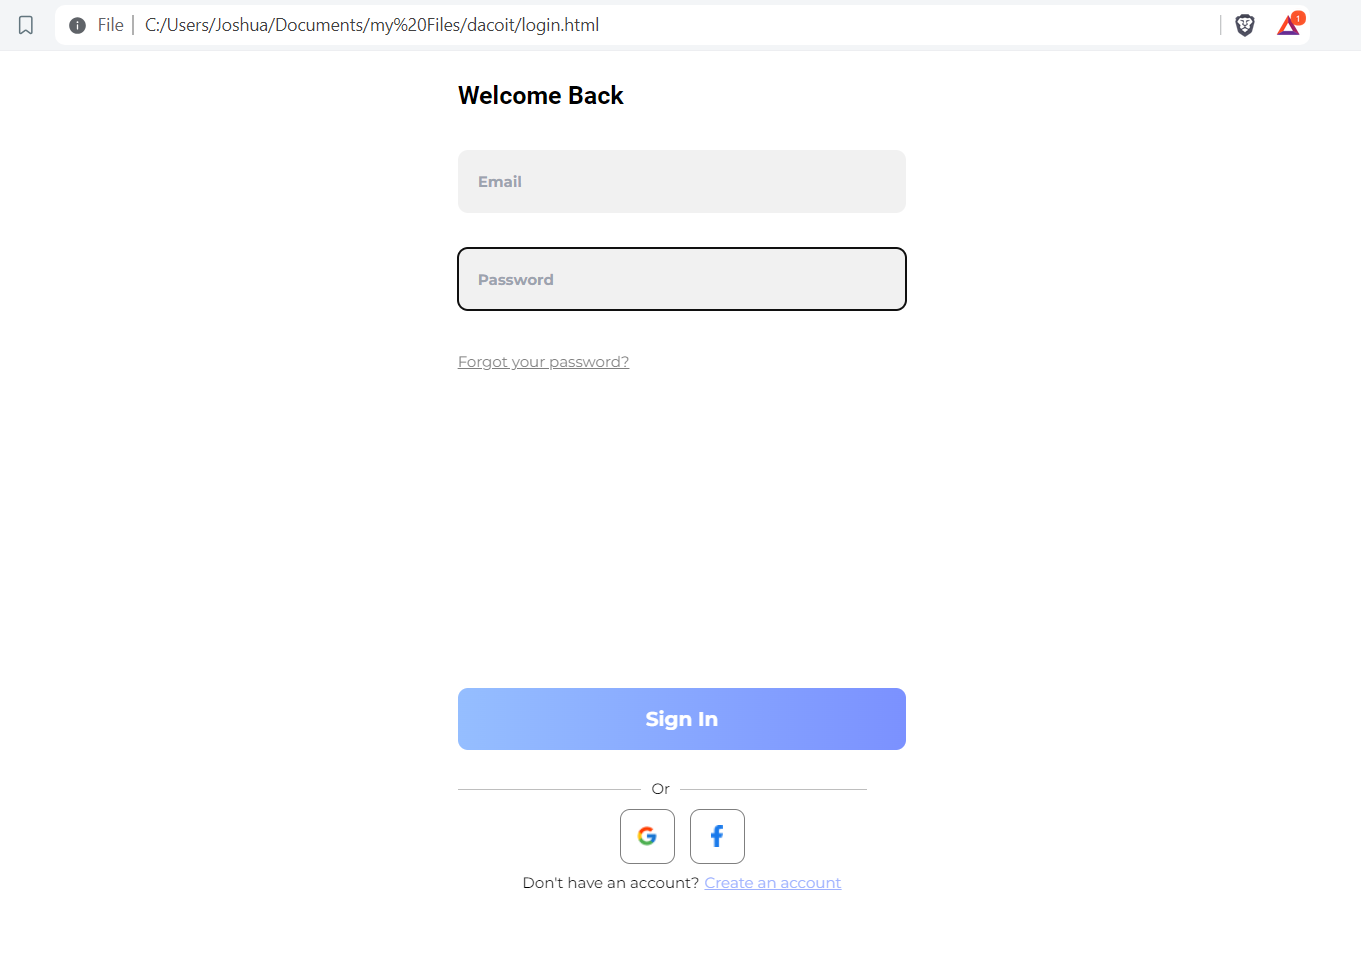 File C:/Users/Joshua/Documents/my%20Files/dacoit/login.html
1
Welcome Back
Email
Password
Forgot your password?
Sign In
Or
G f
Don't have an account? Create an account